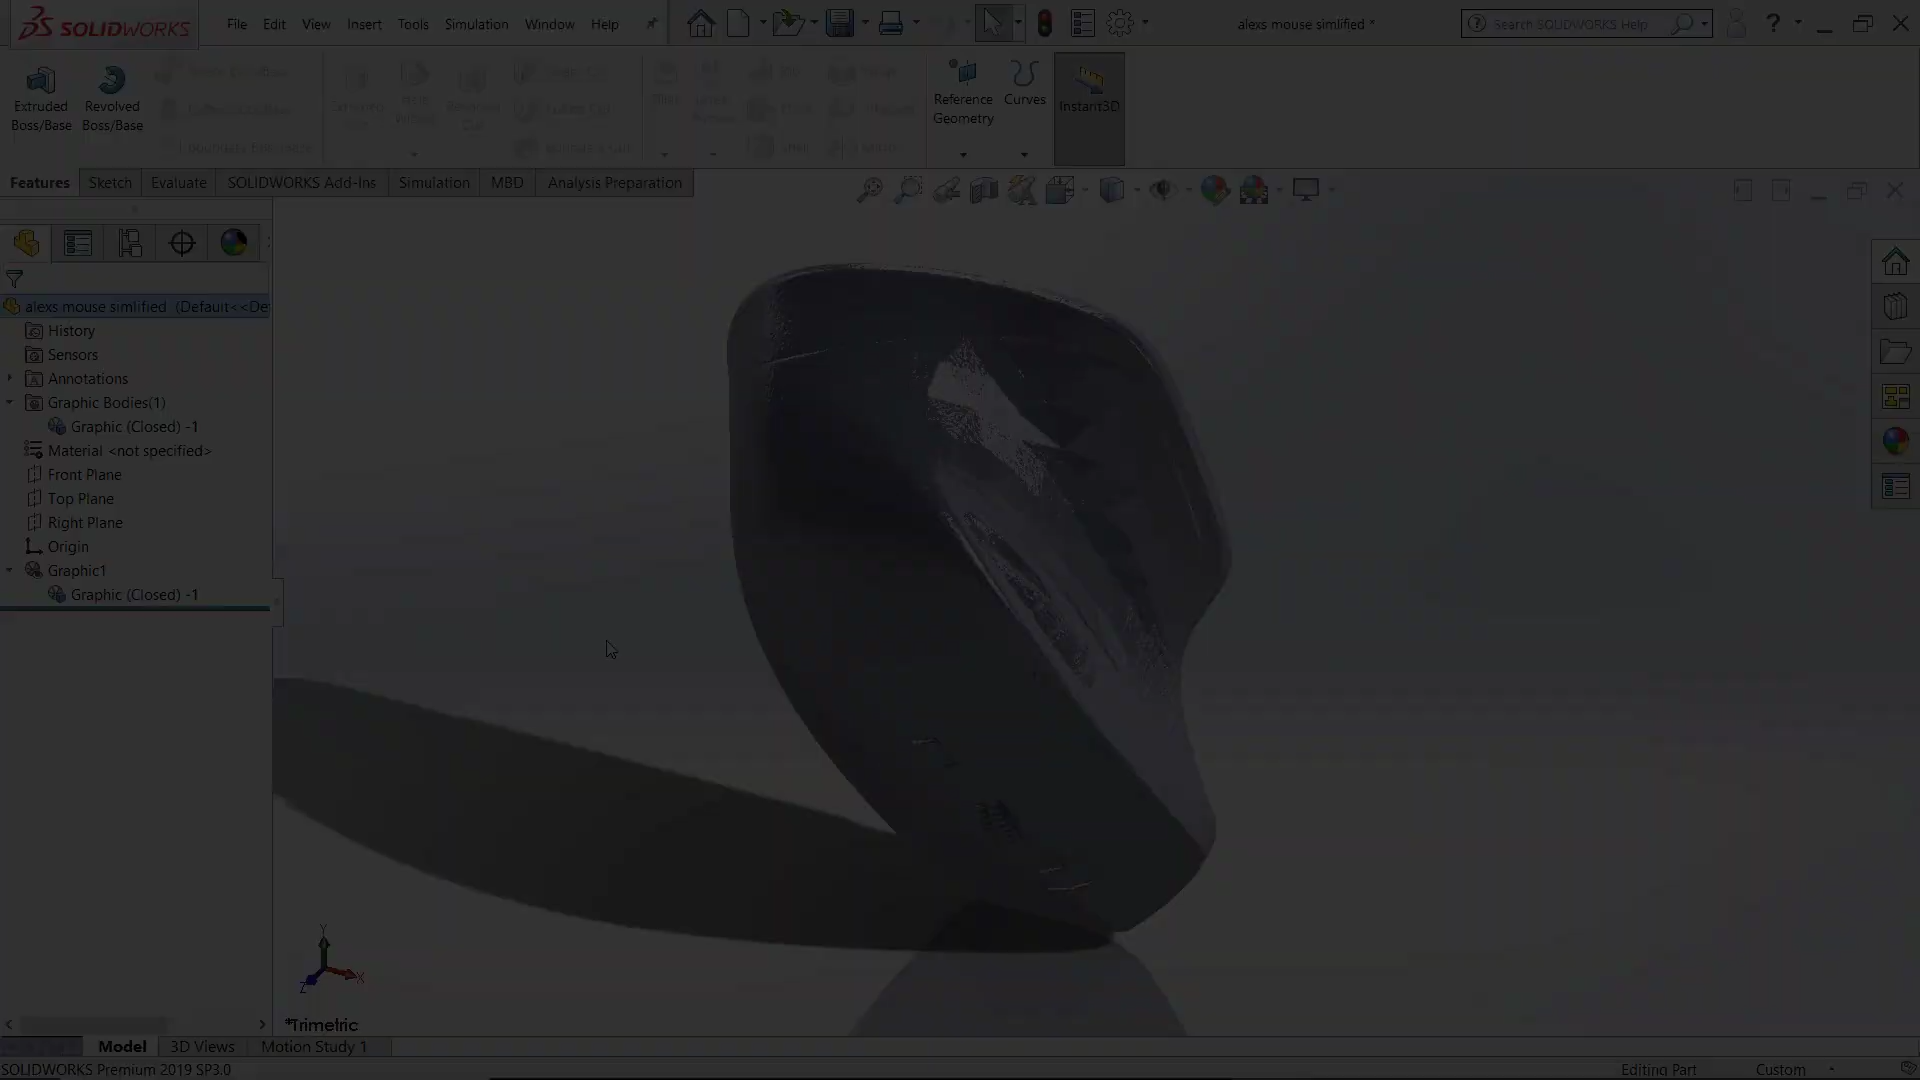 SOLIDWORKS
File Edit View Insert Tools Simulation Window Help
alexs mouse simlified *
Search SOLIDWORKS Help
Extruded Boss/Base
Revolved Boss/Base
Reference Geometry
Curves
Instant3D
Features Sketch Evaluate SOLIDWORKS Add-Ins Simulation MBD Analysis Preparation
alexs mouse simlified (Default<<De
History
Sensors
Annotations
Graphic Bodies(1)
Graphic (Closed) -1
Material <not specified>
Front Plane
Top Plane
Right Plane
Origin
Graphic1
Graphic (Closed) -1
Y
X
Z
*Trimetric
Model 3D Views Motion Study 1
SOLIDWORKS Premium 2019 SP3.0
Editing Part Custom